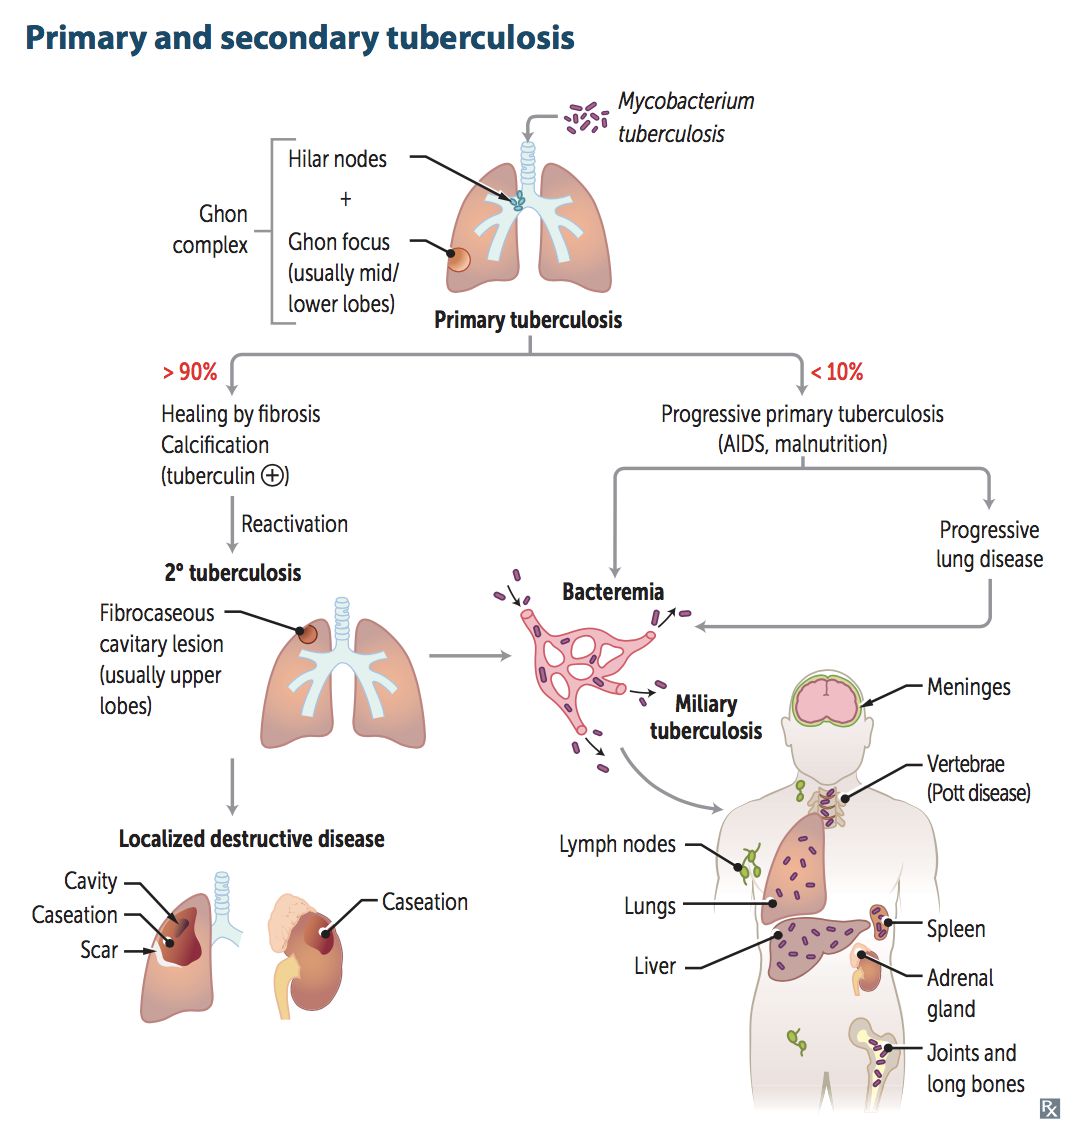 Primary and secondary tuberculosis
Mycobacterium
tuberculosis
Hilar nodes
+
Ghon
complex
Ghon focus
(usually mid/
lower lobes)
Primary tuberculosis
> 90%
< 10%
Healing by fibrosis
Calcification
(tuberculin ⊕)
Progressive primary tuberculosis
(AIDS, malnutrition)
Reactivation
Progressive
lung disease
2° tuberculosis
Bacteremia
Fibrocaseous
cavitary lesion
(usually upper
lobes)
Miliary
tuberculosis
Meninges
Vertebrae
(Pott disease)
Localized destructive disease
Lymph nodes
Cavity
Caseation
Scar
Caseation
Lungs
Liver
Spleen
Adrenal
gland
Joints and
long bones
Rx